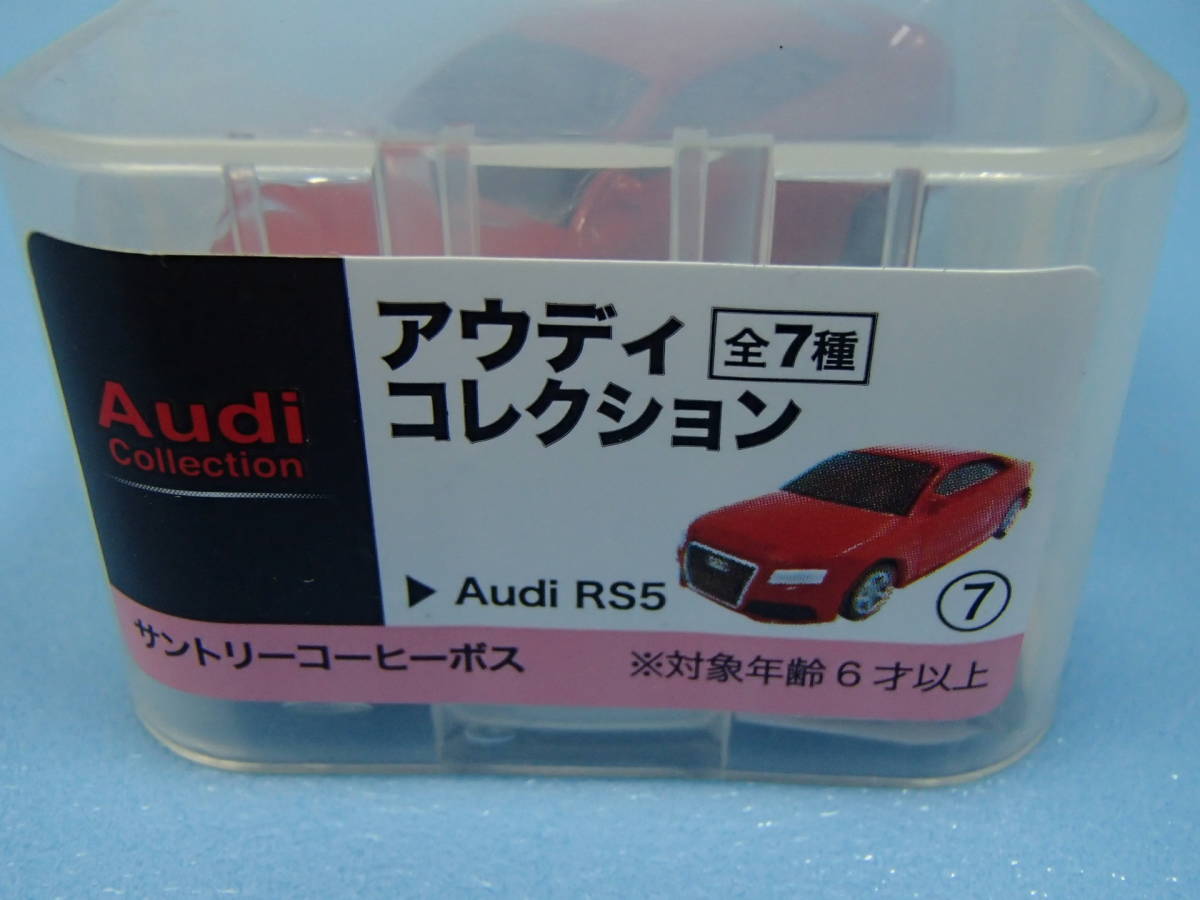 Audi
Collection
アウディ 全7種
コレクション
▶ Audi RS5
⑦
サントリーコーヒーボス ※対象年齢6才以上